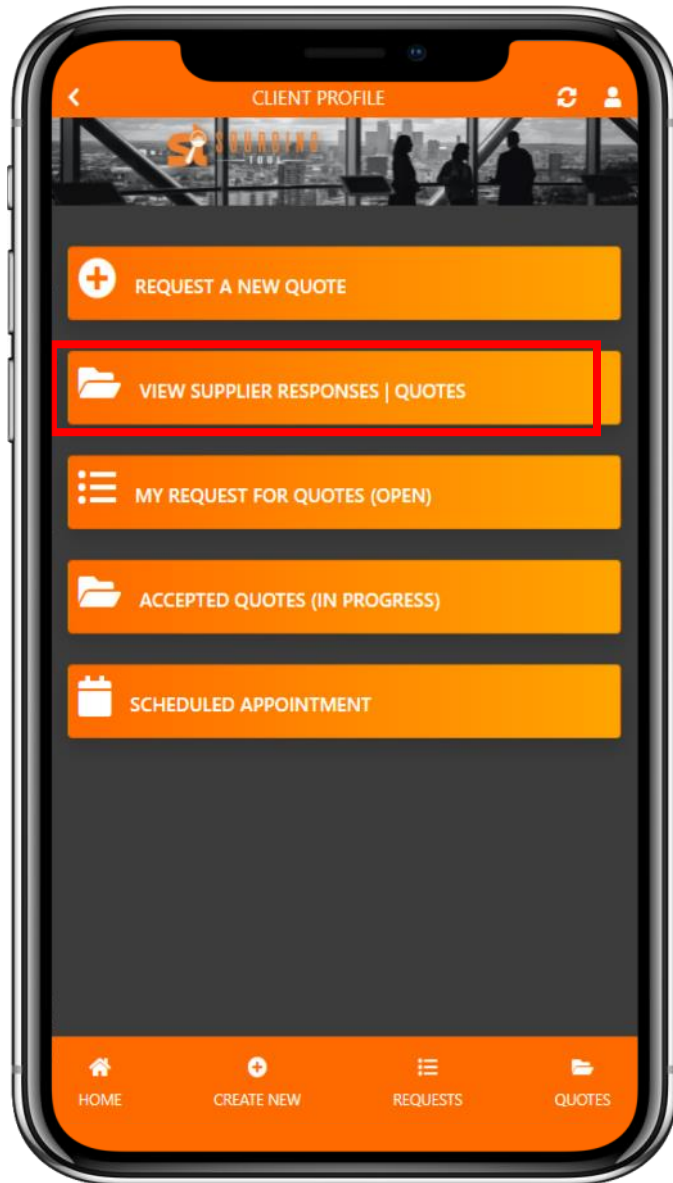 CLIENT PROFILE
SOURCING
TOOL
REQUEST A NEW QUOTE
VIEW SUPPLIER RESPONSES | QUOTES
MY REQUEST FOR QUOTES (OPEN)
ACCEPTED QUOTES (IN PROGRESS)
SCHEDULED APPOINTMENT
HOME CREATE NEW REQUESTS QUOTES